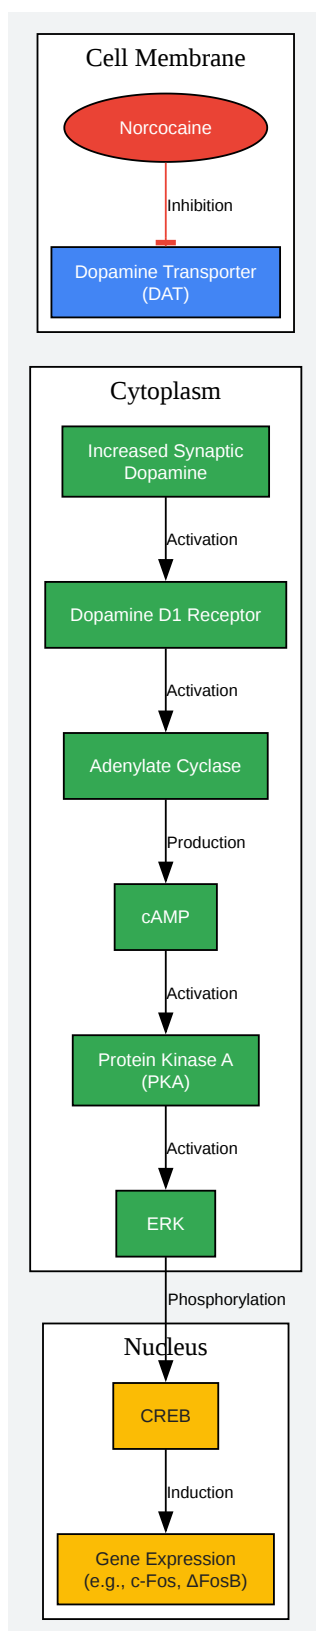 Cell Membrane
Norcocaine
Inhibition
Dopamine Transporter
(DAT)
Cytoplasm
Increased Synaptic
Dopamine
Activation
Dopamine D1 Receptor
Activation
Adenylate Cyclase
Production
cAMP
Activation
Protein Kinase A
(PKA)
Activation
ERK
Phosphorylation
Nucleus
CREB
Induction
Gene Expression
(e.g., c-Fos, ΔFosB)